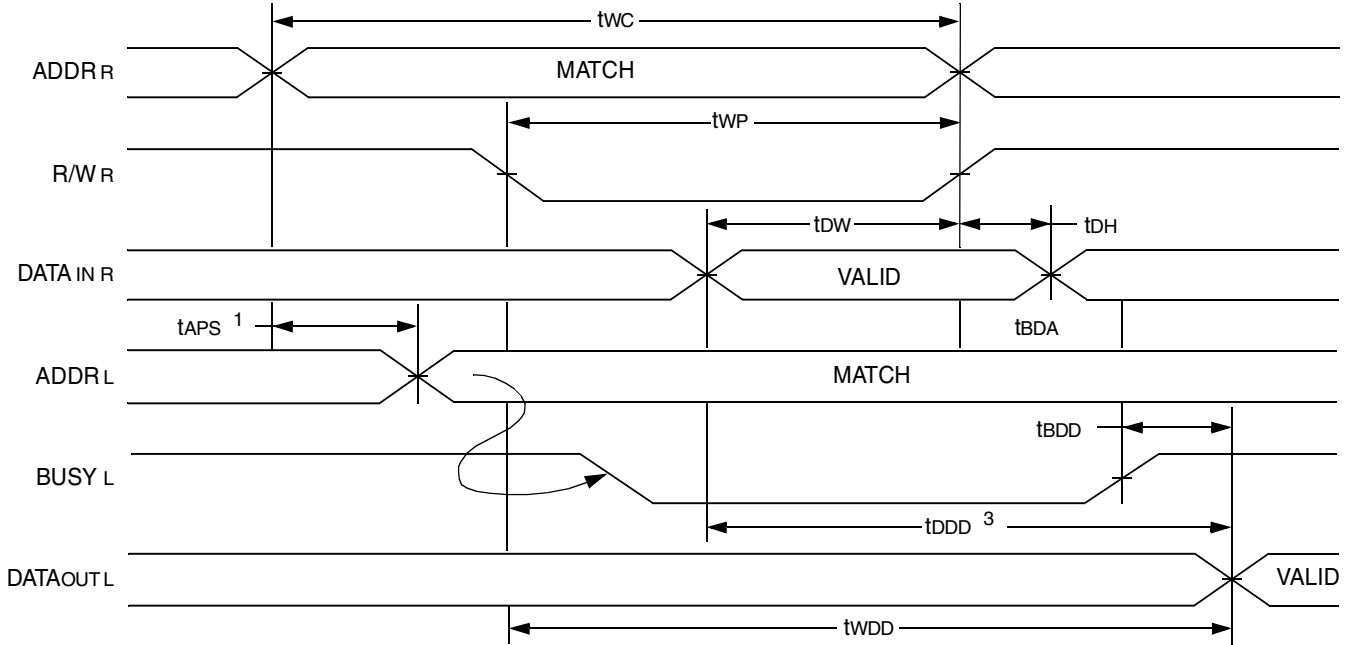 tWC
ADDR R MATCH
tWP
R/W R
tDW tDH
DATA IN R VALID
tAPS 1 tBDA
ADDR L MATCH
tBDD
BUSY L
tDDD 3
DATAOUT L VALID
tWDD